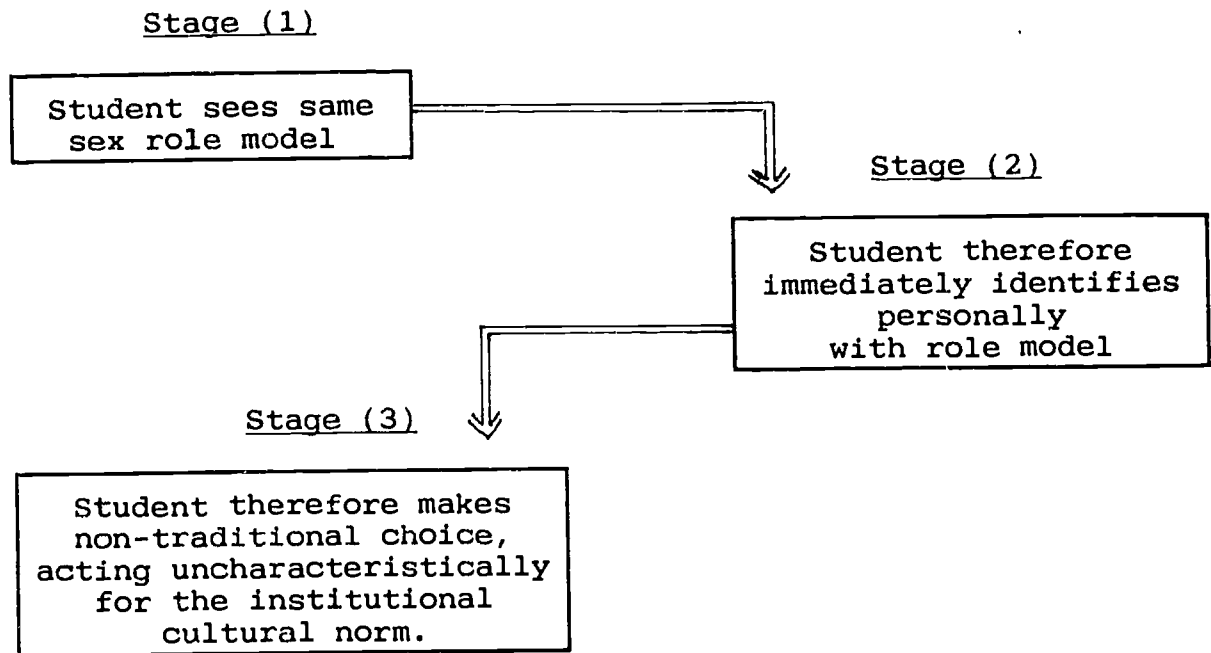 Stage (1)
Student sees same
sex role model
Stage (2)
Student therefore
immediately identifies
personally
with role model
Stage (3)
Student therefore makes
non-traditional choice,
acting uncharacteristically
for the institutional
cultural norm.